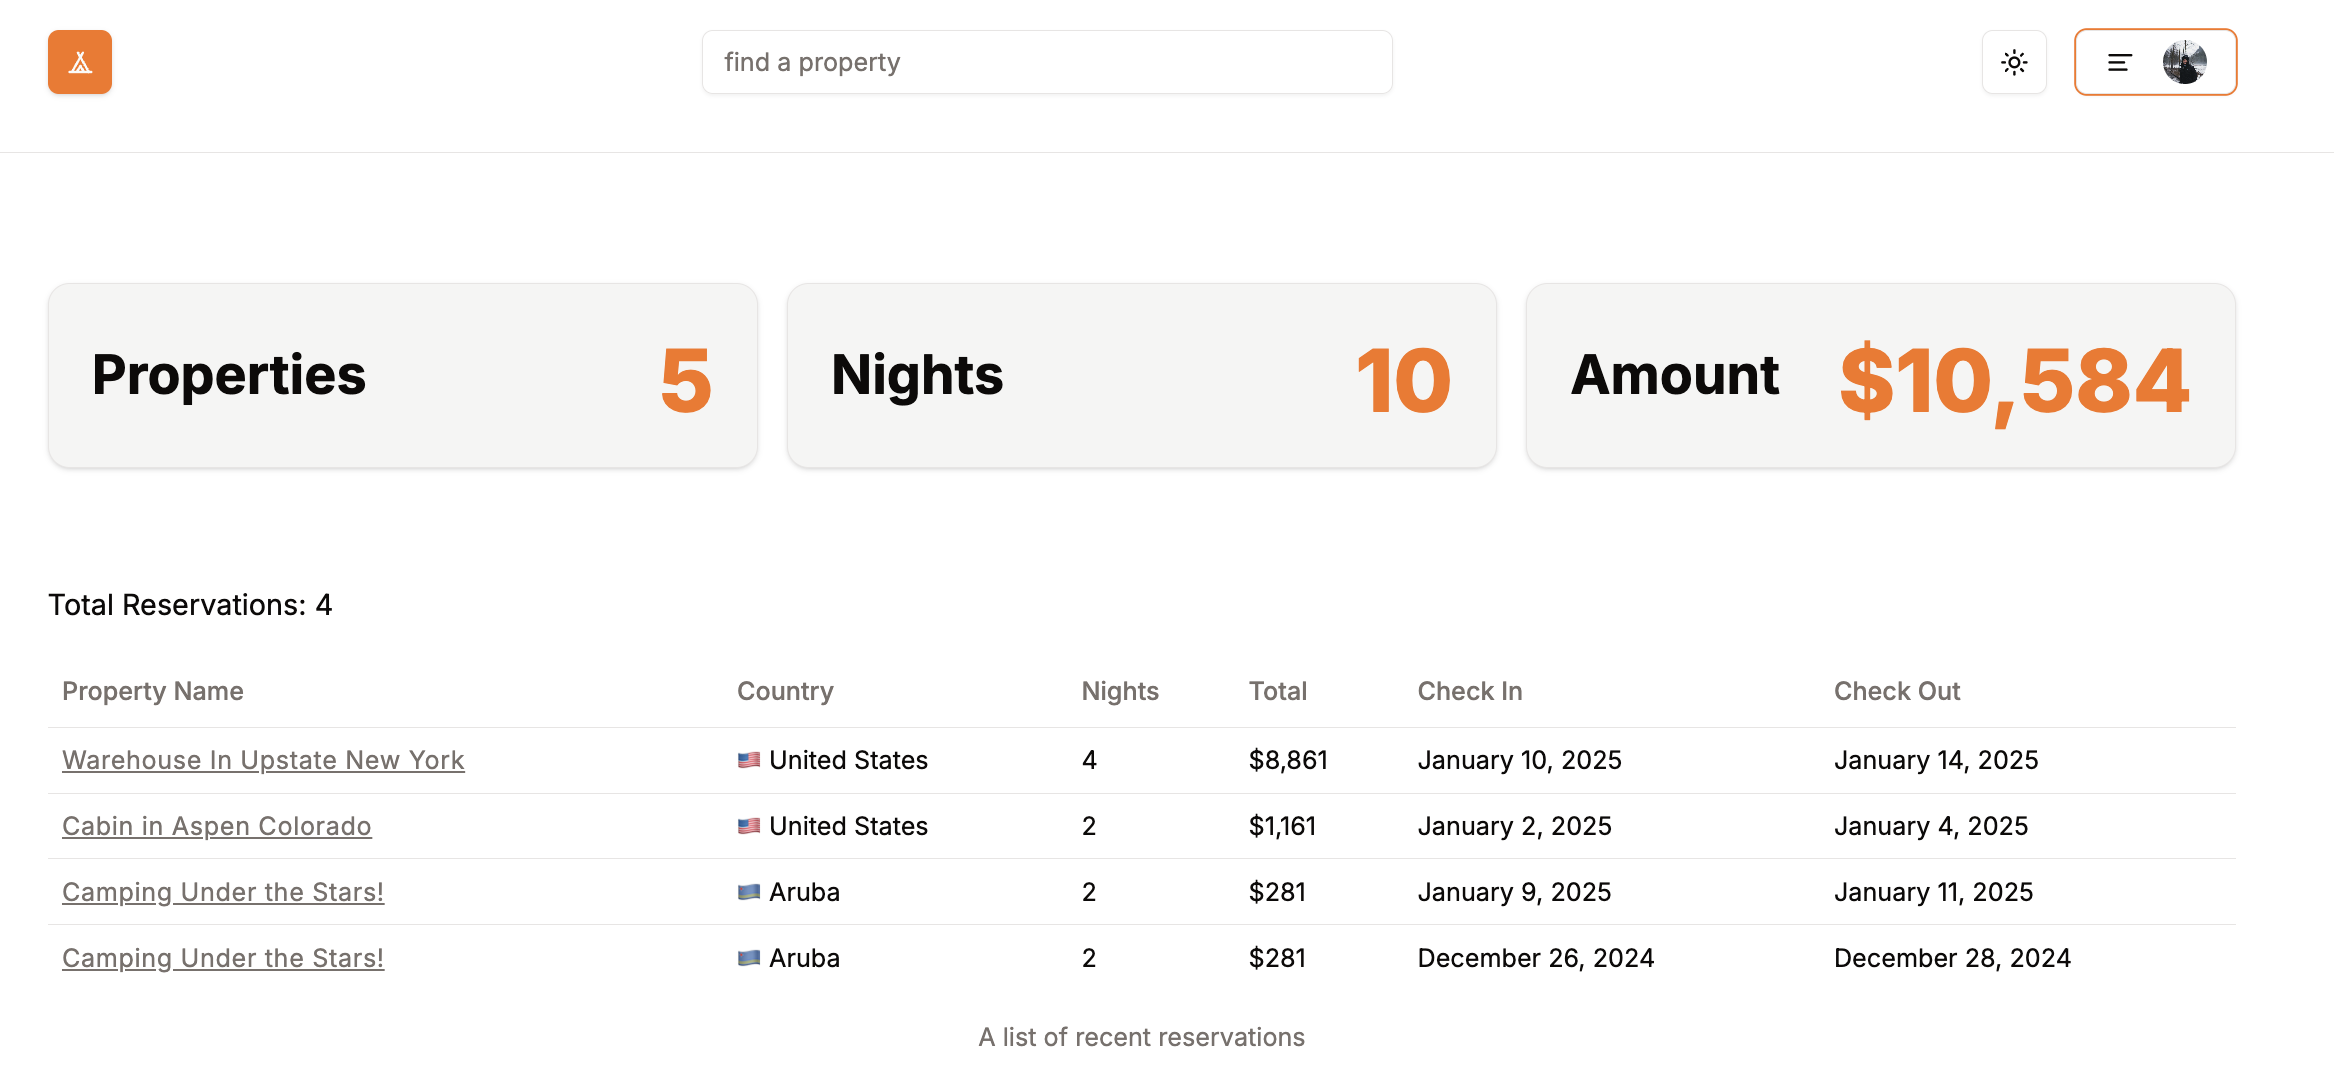 find a property
Properties 5
Nights 10
Amount $10,584
Total Reservations: 4
Property Name Country Nights Total Check In Check Out
Warehouse In Upstate New York United States 4 $8,861 January 10, 2025 January 14, 2025
Cabin in Aspen Colorado United States 2 $1,161 January 2, 2025 January 4, 2025
Camping Under the Stars! Aruba 2 $281 January 9, 2025 January 11, 2025
Camping Under the Stars! Aruba 2 $281 December 26, 2024 December 28, 2024
A list of recent reservations